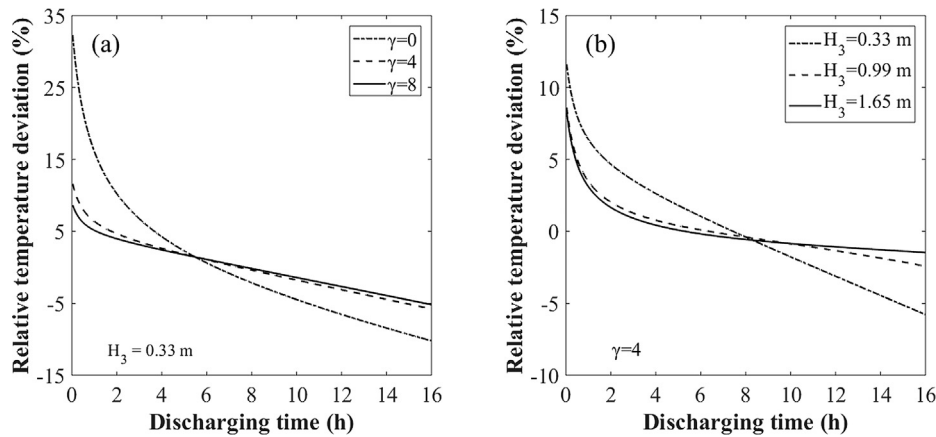 (a)
γ=0
γ=4
γ=8
Relative temperature deviation (%)
35
25
15
5
-5
-15
H3 = 0.33 m
0 2 4 6 8 10 12 14 16
Discharging time (h)
(b)
H3=0.33 m
H3=0.99 m
H3=1.65 m
Relative temperature deviation (%)
15
10
5
0
-5
-10
γ=4
0 2 4 6 8 10 12 14 16
Discharging time (h)